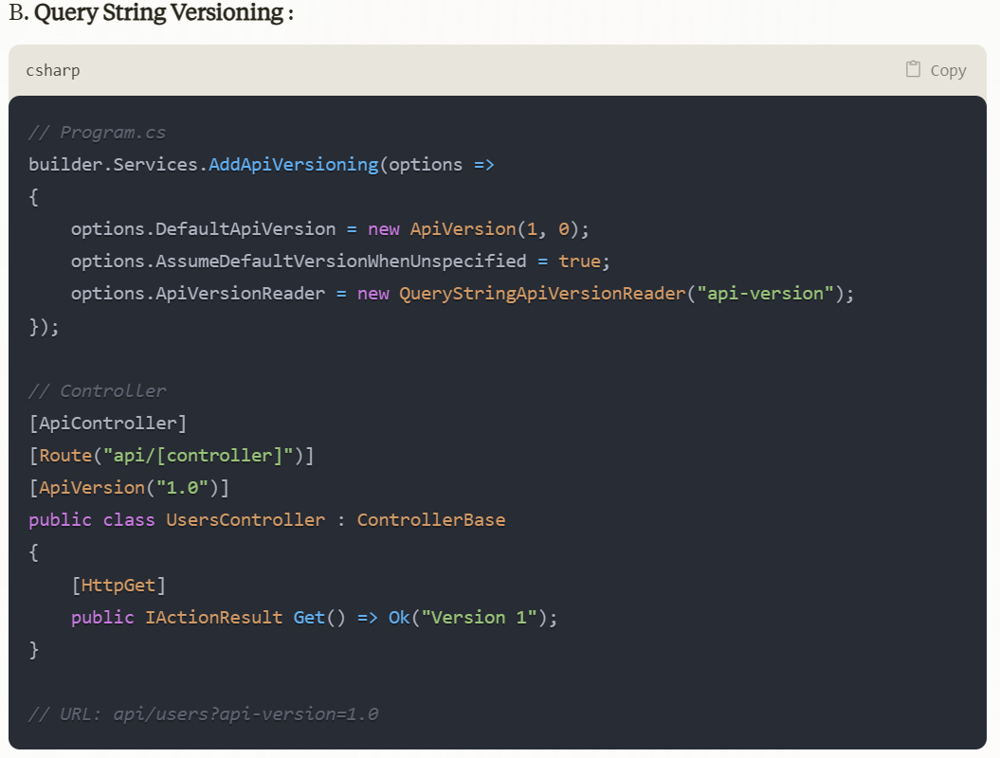 B. Query String Versioning :
csharp
Copy
// Program.cs
builder.Services.AddApiVersioning(options =>
{
    options.DefaultApiVersion = new ApiVersion(1, 0);
    options.AssumeDefaultVersionWhenUnspecified = true;
    options.ApiVersionReader = new QueryStringApiVersionReader("api-version");
});
// Controller
[ApiController]
[Route("api/[controller]")]
[ApiVersion("1.0")]
public class UsersController : ControllerBase
{
    [HttpGet]
    public IActionResult Get() => Ok("Version 1");
}
// URL: api/users?api-version=1.0